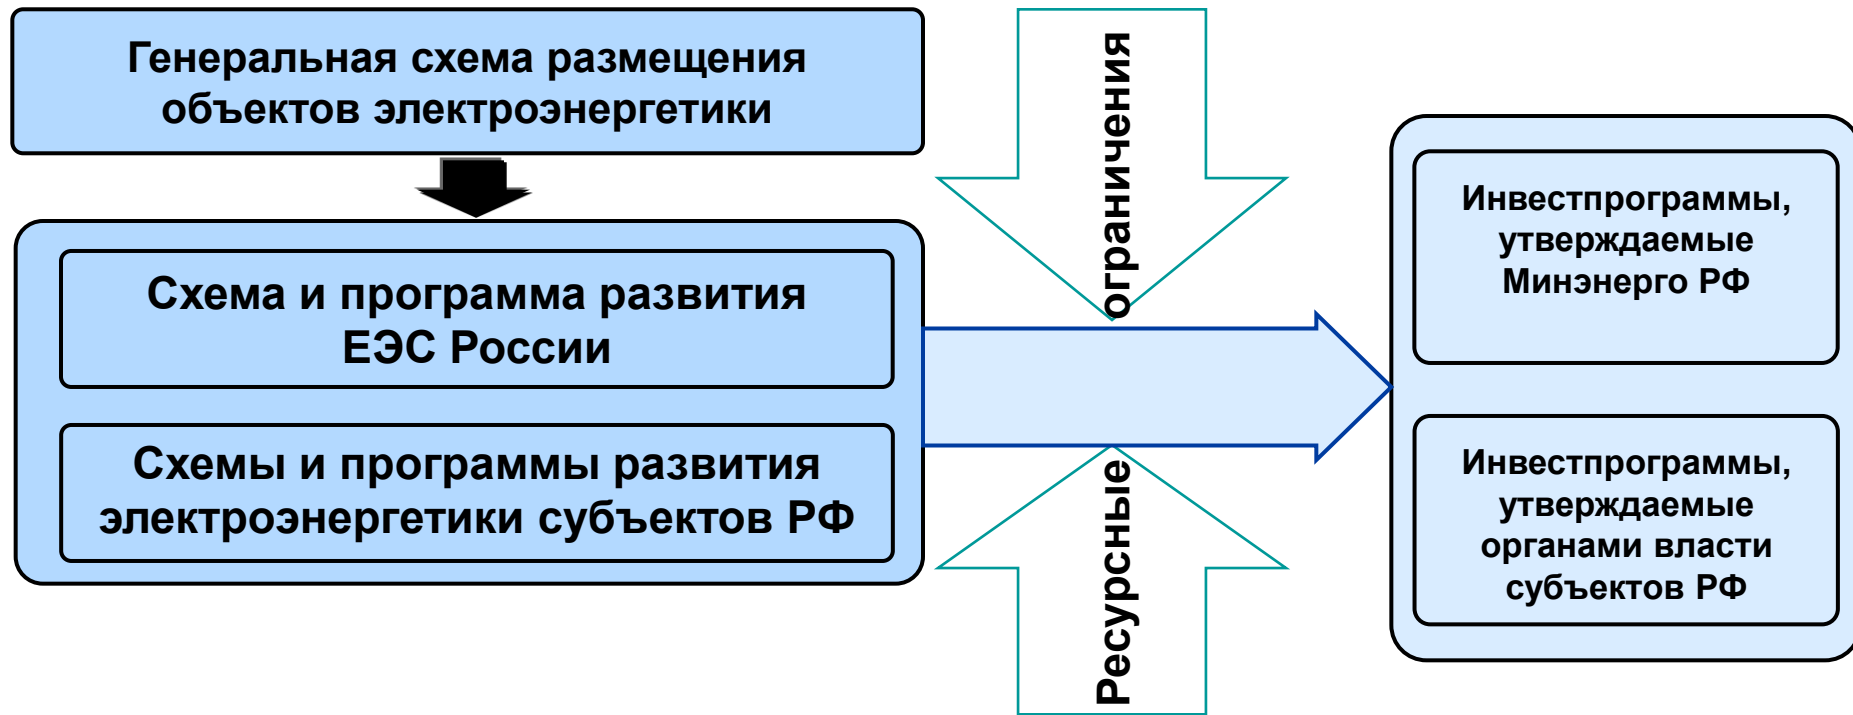 Генеральная схема размещения
объектов электроэнергетики
Схема и программа развития
ЕЭС России
Схемы и программы развития
электроэнергетики субъектов РФ
Ресурсные
ограничения
Инвестпрограммы,
утверждаемые
Минэнерго РФ
Инвестпрограммы,
утверждаемые
органами власти
субъектов РФ